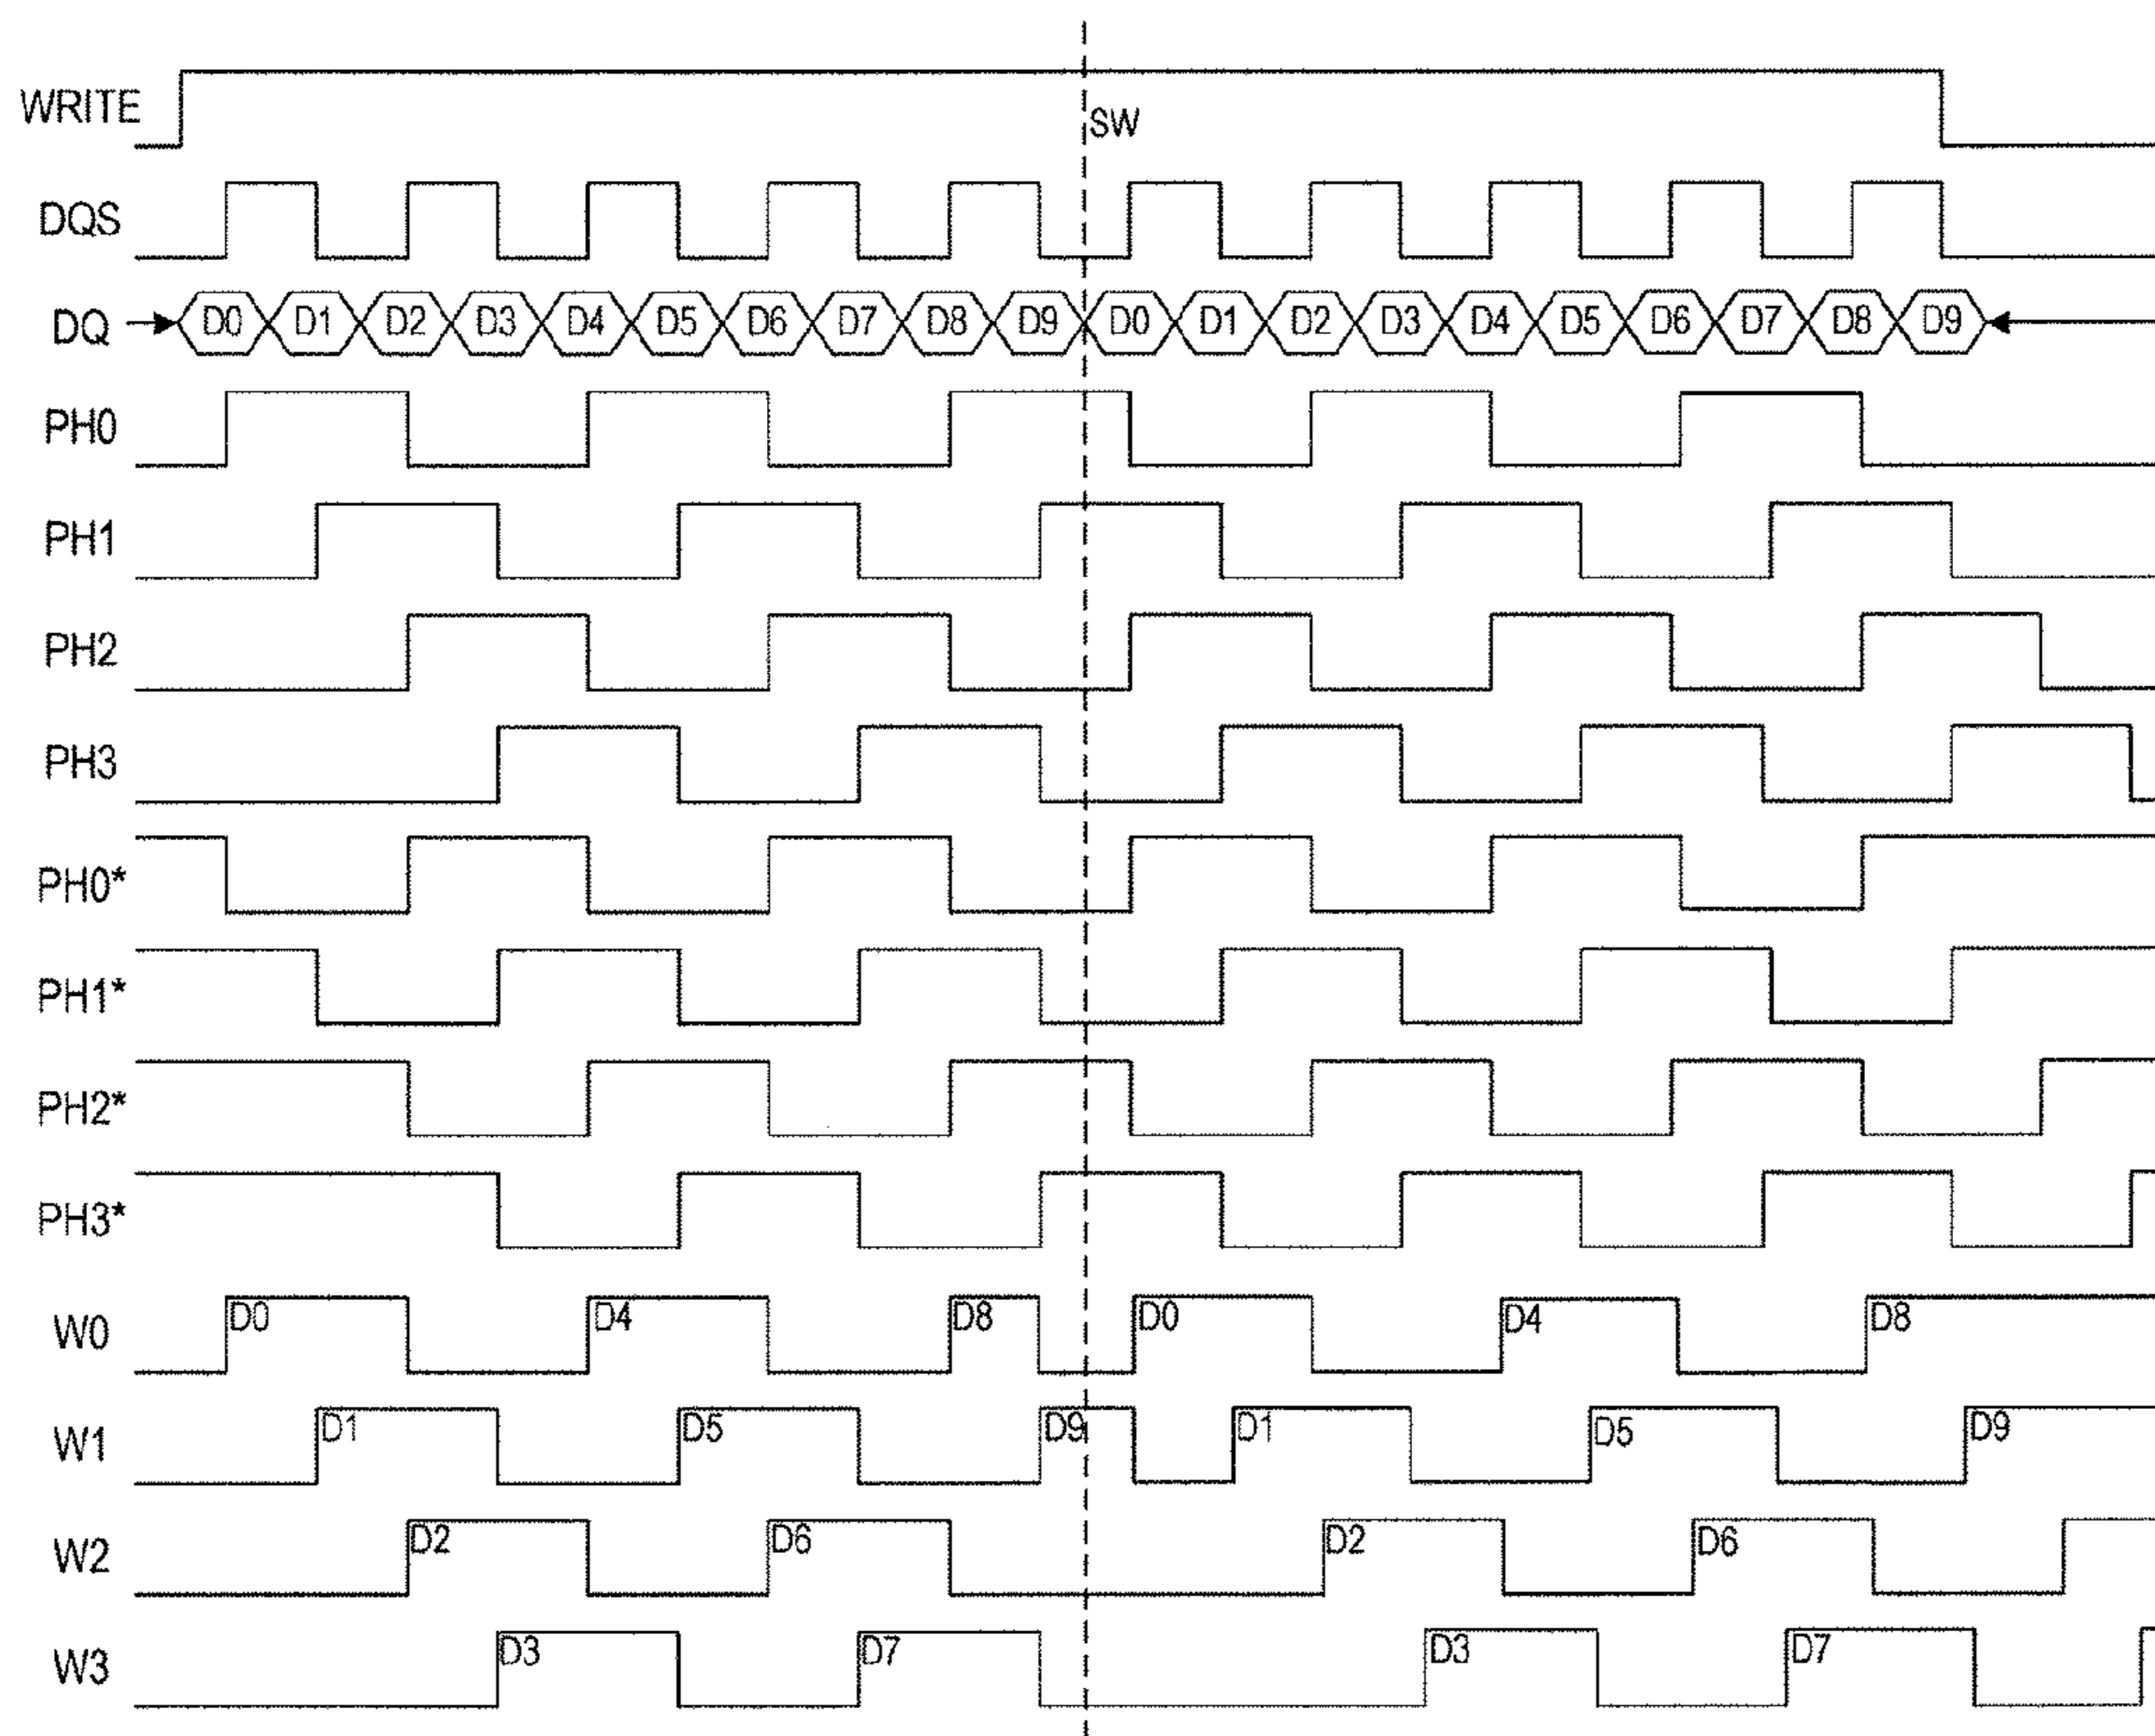 WRITE SW
DQS
DQ D0 D1 D2 D3 D4 D5 D6 D7 D8 D9 D0 D1 D2 D3 D4 D5 D6 D7 D8 D9
PH0
PH1
PH2
PH3
PH0*
PH1*
PH2*
PH3*
W0 D0 D4 D8 D0 D4 D8
W1 D1 D5 D9 D1 D5 D9
W2 D2 D6 D2 D6
W3 D3 D7 D3 D7